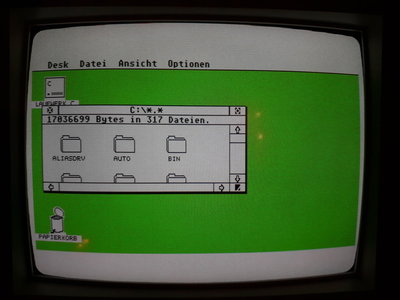 Desk Datei Ansicht Optionen
C
LAUFWERK C
C:\*.*
17036699 Bytes in 317 Dateien.
ALIASDRV AUTO BIN
PAPIERKORB